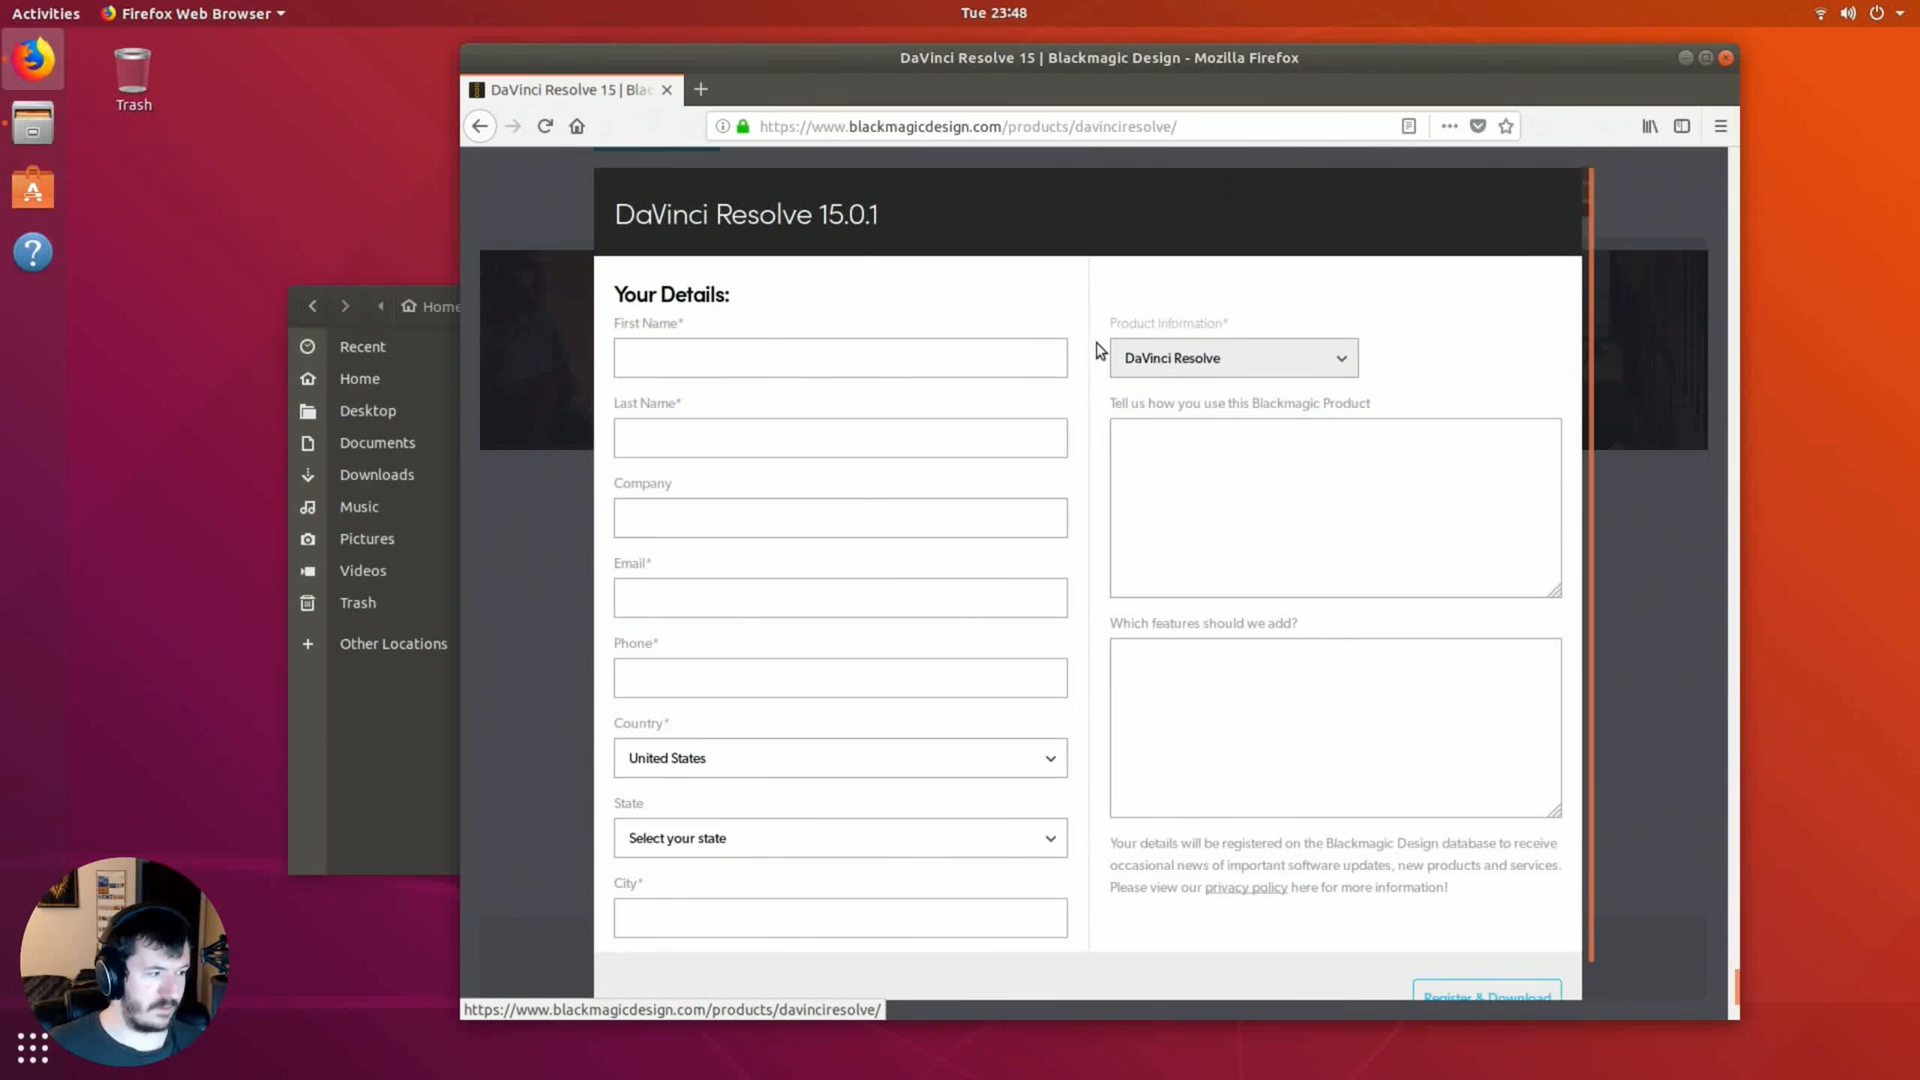 Activities
Firefox Web Browser
Tue 23:48
Trash
DaVinci Resolve 15 | Blackmagic Design - Mozilla Firefox
DaVinci Resolve 15 | Bla
https://www.blackmagicdesign.com/products/davinciresolve/
Home
Recent
Home
Desktop
Documents
Downloads
Music
Pictures
Videos
Trash
Other Locations
DaVinci Resolve 15.0.1
Your Details:
First Name*
Last Name*
Company
Email*
Phone*
Country*
United States
State
Select your state
City*
Product Information*
DaVinci Resolve
Tell us how you use this Blackmagic Product
Which features should we add?
Your details will be registered on the Blackmagic Design database to receive
occasional news of important software updates, new products and services.
Please view our privacy policy here for more information!
Register & Download
https://www.blackmagicdesign.com/products/davinciresolve/